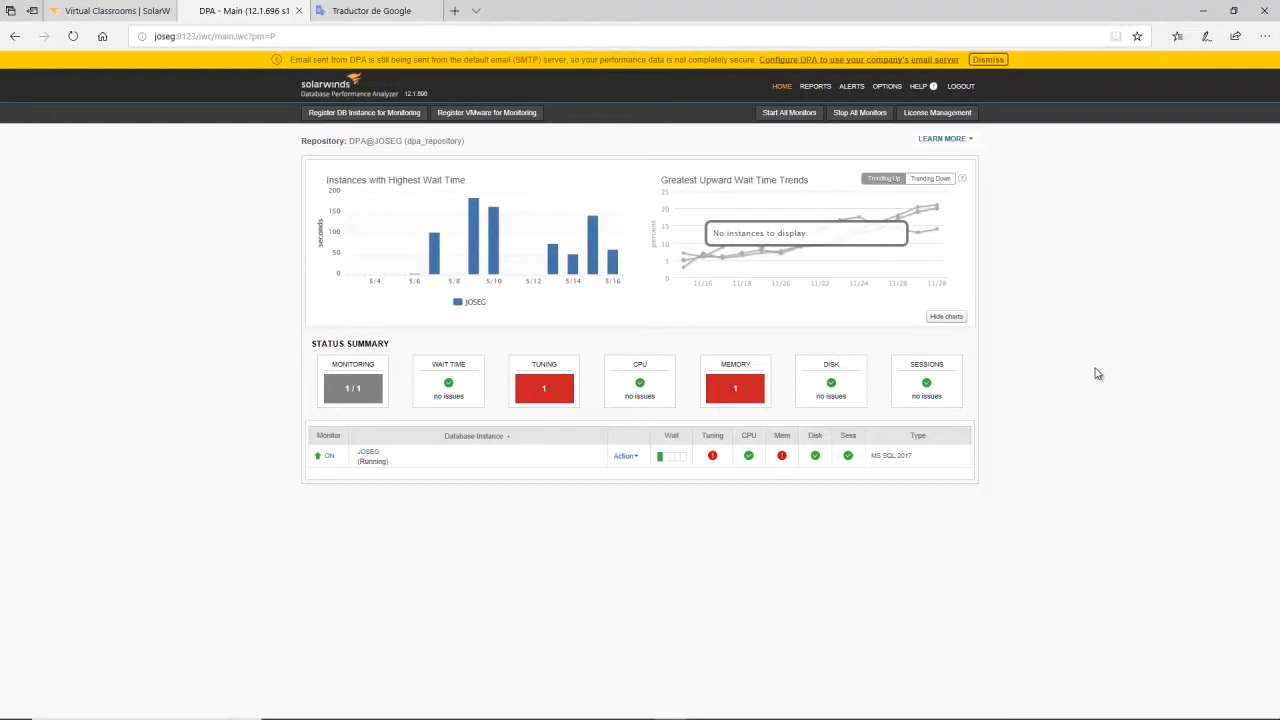 Virtual Classrooms | SolarW
DPA - Main (12.1.696 s1
Traductor de Google
joseg:8123/iwc/main.iwc?pm=P
Email sent from DPA is still being sent from the default email (SMTP) server, so your performance data is not completely secure. Configure DPA to use your company's email server Dismiss
solarwinds
Database Performance Analyzer 12.1.696
HOME REPORTS ALERTS OPTIONS HELP ? LOGOUT
Register DB Instance for Monitoring Register VMware for Monitoring Start All Monitors Stop All Monitors License Management
Repository: DPA@JOSEG (dpa_repository)
LEARN MORE
Instances with Highest Wait Time
200
150
100
50
0
seconds
5/4 5/6 5/8 5/10 5/12 5/14 5/16
JOSEG
Greatest Upward Wait Time Trends
Trending Up Trending Down ?
25
20
15
10
5
0
percent
No instances to display.
11/16 11/18 11/20 11/22 11/24 11/26 11/28
Hide charts
STATUS SUMMARY
MONITORING WAIT TIME TUNING CPU MEMORY DISK SESSIONS
1 / 1 no issues 1 no issues 1 no issues no issues
Monitor Database Instance Wait Tuning CPU Mem Disk Sess Type
ON JOSEG Action MS SQL 2017
(Running)